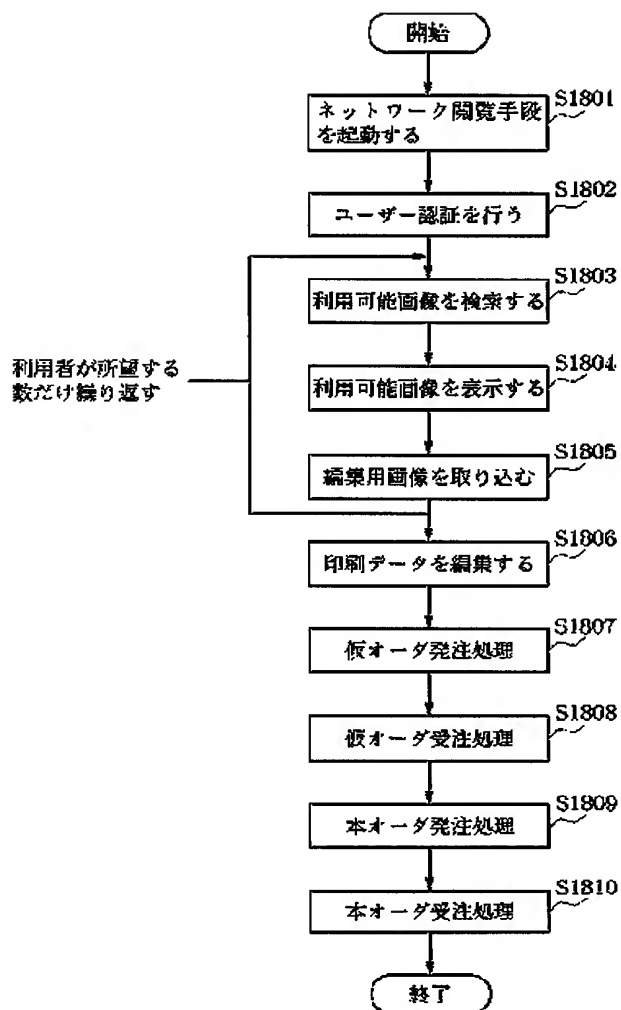 開始
S1801
ネットワーク閲覧手段
を起動する
S1802
ユーザー認証を行う
S1803
利用可能画像を検索する
利用者が所望する
数だけ繰り返す
S1804
利用可能画像を表示する
S1805
編集用画像を取り込む
S1806
印刷データを編集する
S1807
仮オーダ発注処理
S1808
仮オーダ受注処理
S1809
本オーダ発注処理
S1810
本オーダ受注処理
終了